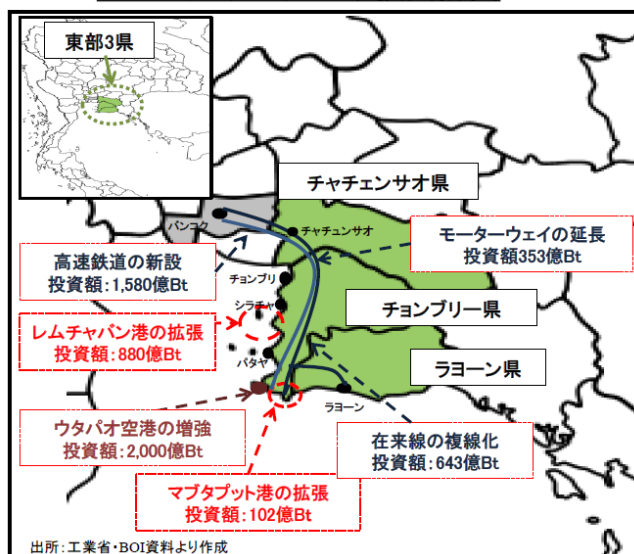 東部3県
チャチェンサオ県
バンコク
チャチュンサオ
モーターウェイの延長
投資額353億Bt
高速鉄道の新設
投資額：1,580億Bt
チョンブリ
シラチャ
チョンブリー県
レムチャバン港の拡張
投資額：880億Bt
パタヤ
ラヨーン県
ラヨーン
ウタパオ空港の増強
投資額：2,000億Bt
在来線の複線化
投資額：643億Bt
マブタプット港の拡張
投資額：102億Bt
出所：工業省・BOI資料より作成